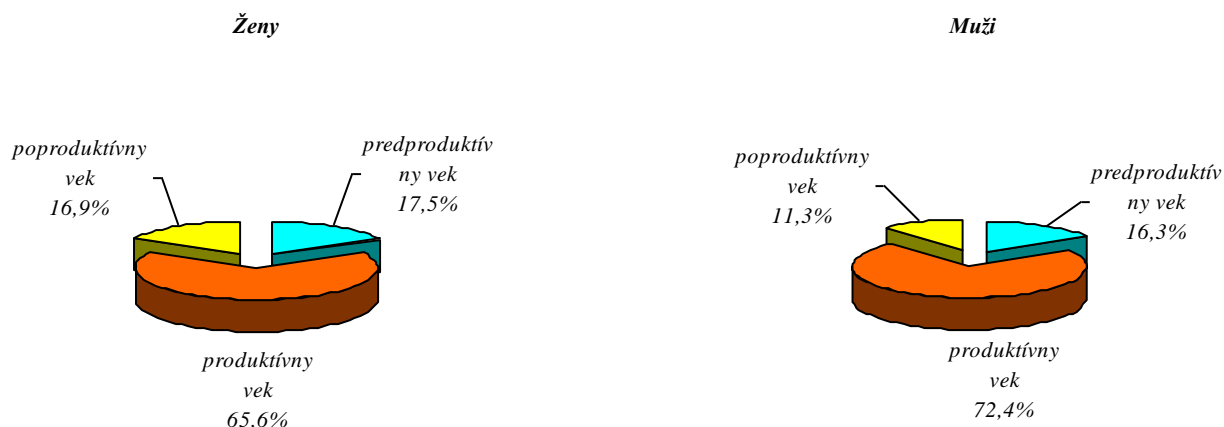 Ženy
poproduktívny
vek
16,9%
predproduktív
ny vek
17,5%
produktívny
vek
65,6%
Muži
poproduktívny
vek
11,3%
predproduktív
ny vek
16,3%
produktívny
vek
72,4%